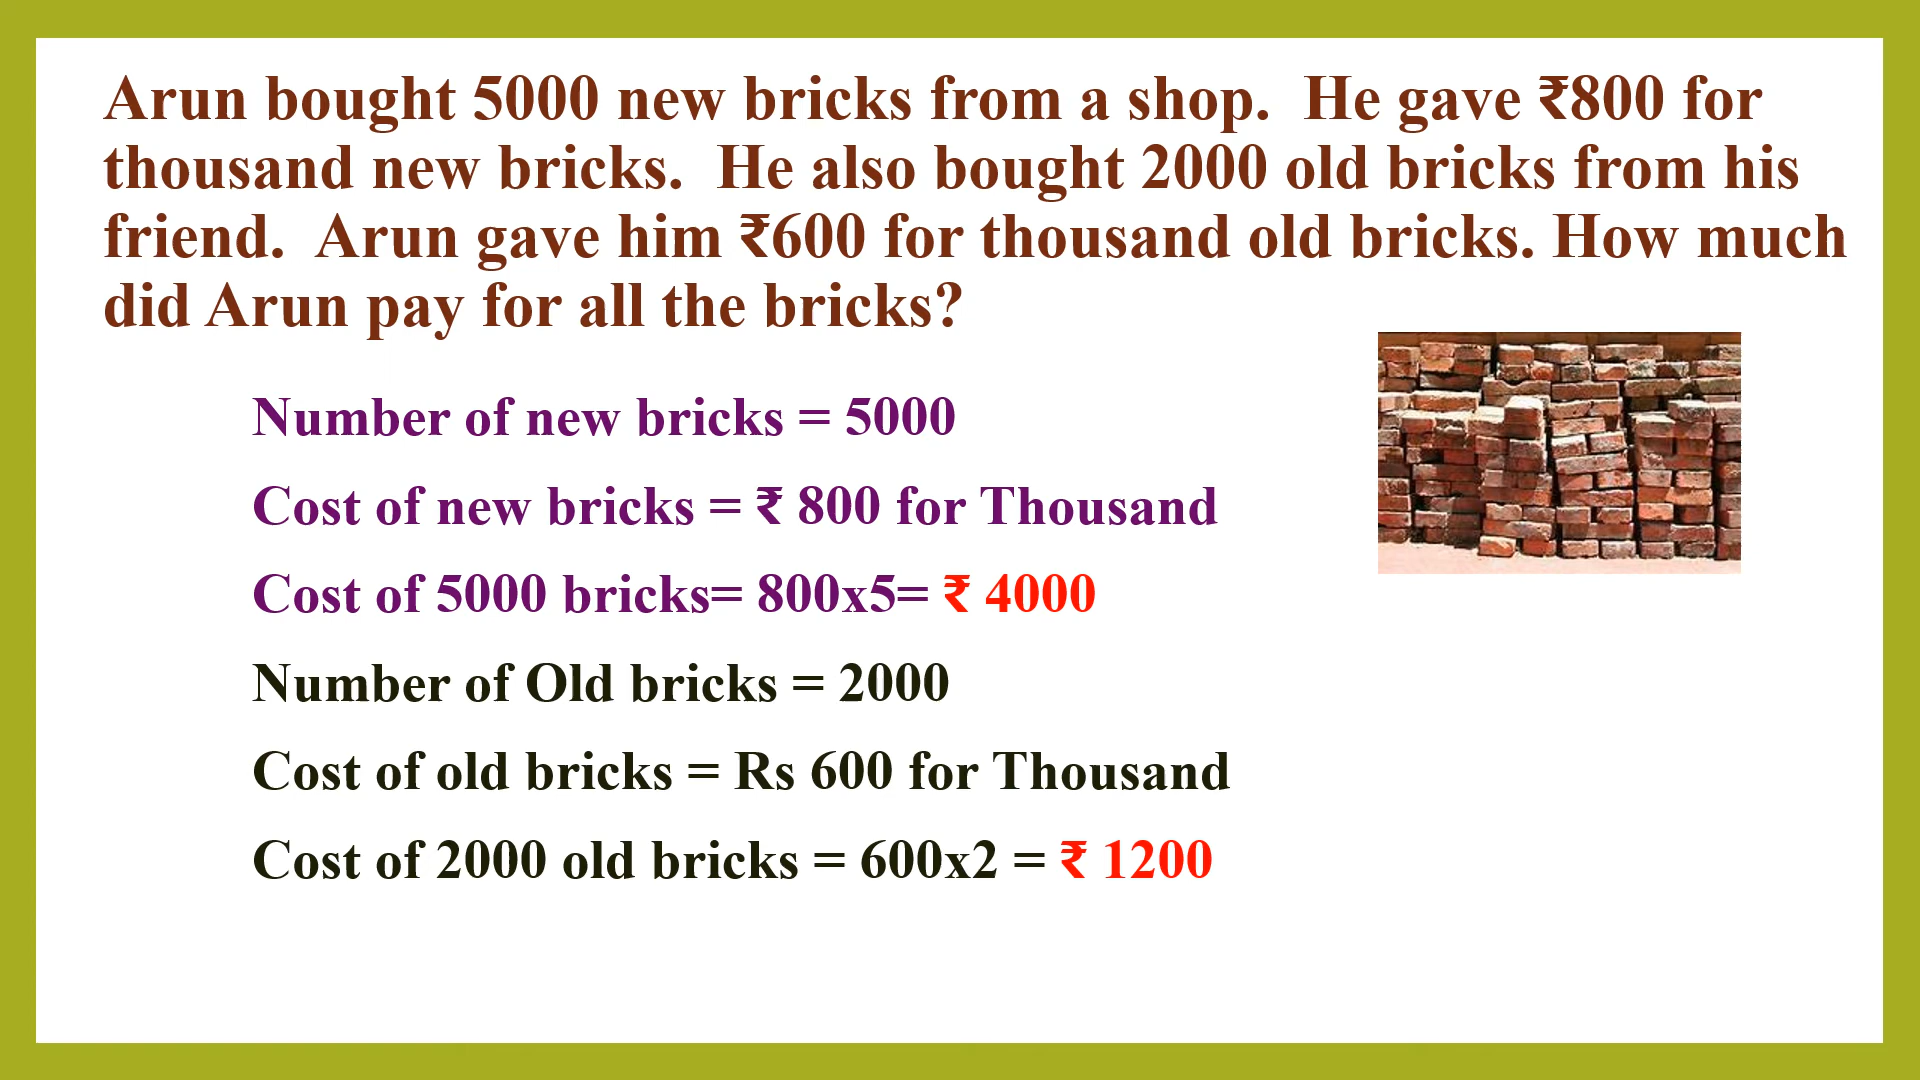 Arun bought 5000 new bricks from a shop.  He gave ₹800 for
thousand new bricks.  He also bought 2000 old bricks from his
friend.  Arun gave him ₹600 for thousand old bricks. How much
did Arun pay for all the bricks?
Number of new bricks = 5000
Cost of new bricks = ₹ 800 for Thousand
Cost of 5000 bricks= 800x5= ₹ 4000
Number of Old bricks = 2000
Cost of old bricks = Rs 600 for Thousand
Cost of 2000 old bricks = 600x2 = ₹ 1200